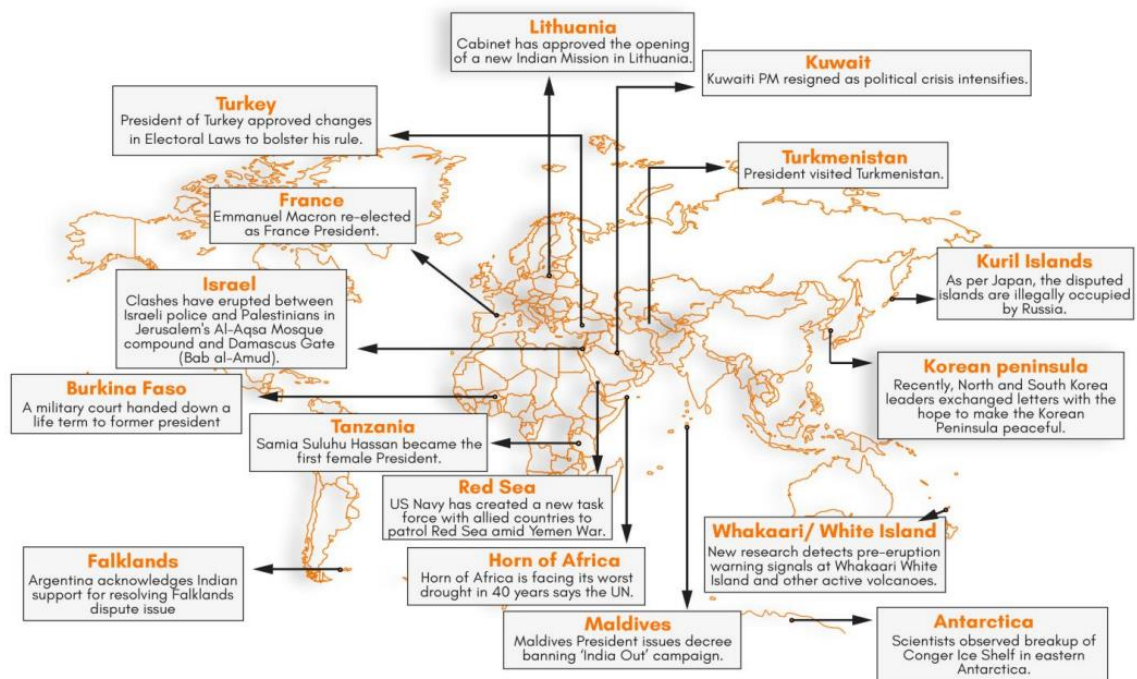 Lithuania
Cabinet has approved the opening
of a new Indian Mission in Lithuania.
Kuwait
Kuwaiti PM resigned as political crisis intensifies.
Turkey
President of Turkey approved changes
in Electoral Laws to bolster his rule.
Turkmenistan
President visited Turkmenistan.
France
Emmanuel Macron re-elected
as France President.
Kuril Islands
As per Japan, the disputed
islands are illegally occupied
by Russia.
Israel
Clashes have erupted between
Israeli police and Palestinians in
Jerusalem's Al-Aqsa Mosque
compound and Damascus Gate
(Bab al-Amud).
Korean peninsula
Recently, North and South Korea
leaders exchanged letters with the
hope to make the Korean
Peninsula peaceful.
Burkina Faso
A military court handed down a
life term to former president
Tanzania
Samia Suluhu Hassan became the
first female President.
Red Sea
US Navy has created a new task
force with allied countries to
patrol Red Sea amid Yemen War.
Whakaari/ White Island
New research detects pre-eruption
warning signals at Whakaari White
Island and other active volcanoes.
Falklands
Argentina acknowledges Indian
support for resolving Falklands
dispute issue
Horn of Africa
Horn of Africa is facing its worst
drought in 40 years says the UN.
Maldives
Maldives President issues decree
banning ‘India Out’ campaign.
Antarctica
Scientists observed breakup of
Conger Ice Shelf in eastern
Antarctica.